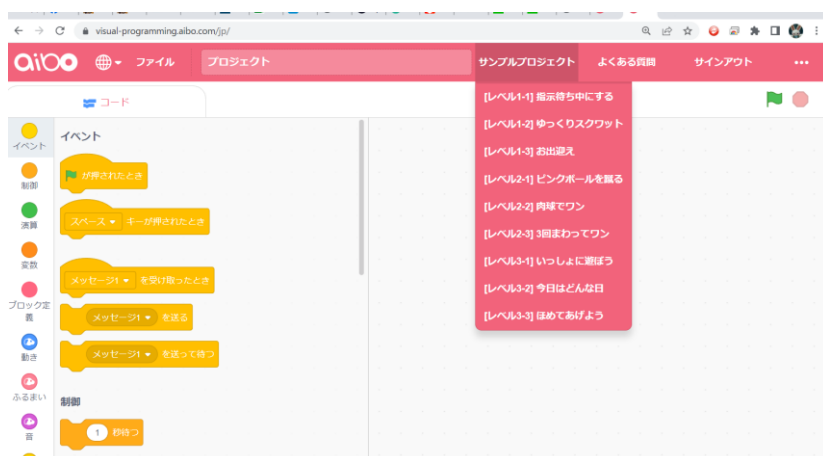 visual-programming.aibo.com/jp/
aibo
ファイル
プロジェクト
サンプルプロジェクト
よくある質問
サインアウト
コード
[レベル1-1] 指示待ち中にする
[レベル1-2] ゆっくりスクワット
[レベル1-3] お出迎え
[レベル2-1] ピンクボールを蹴る
[レベル2-2] 肉球でワン
[レベル2-3] 3回まわってワン
[レベル3-1] いっしょに遊ぼう
[レベル3-2] 今日はどんな日
[レベル3-3] ほめてあげよう
イベント
制御
演算
変数
ブロック定
義
動き
ふるまい
音
イベント
が押されたとき
スペース キーが押されたとき
メッセージ1 を受け取ったとき
メッセージ1 を送る
メッセージ1 を送って待つ
制御
1 秒待つ